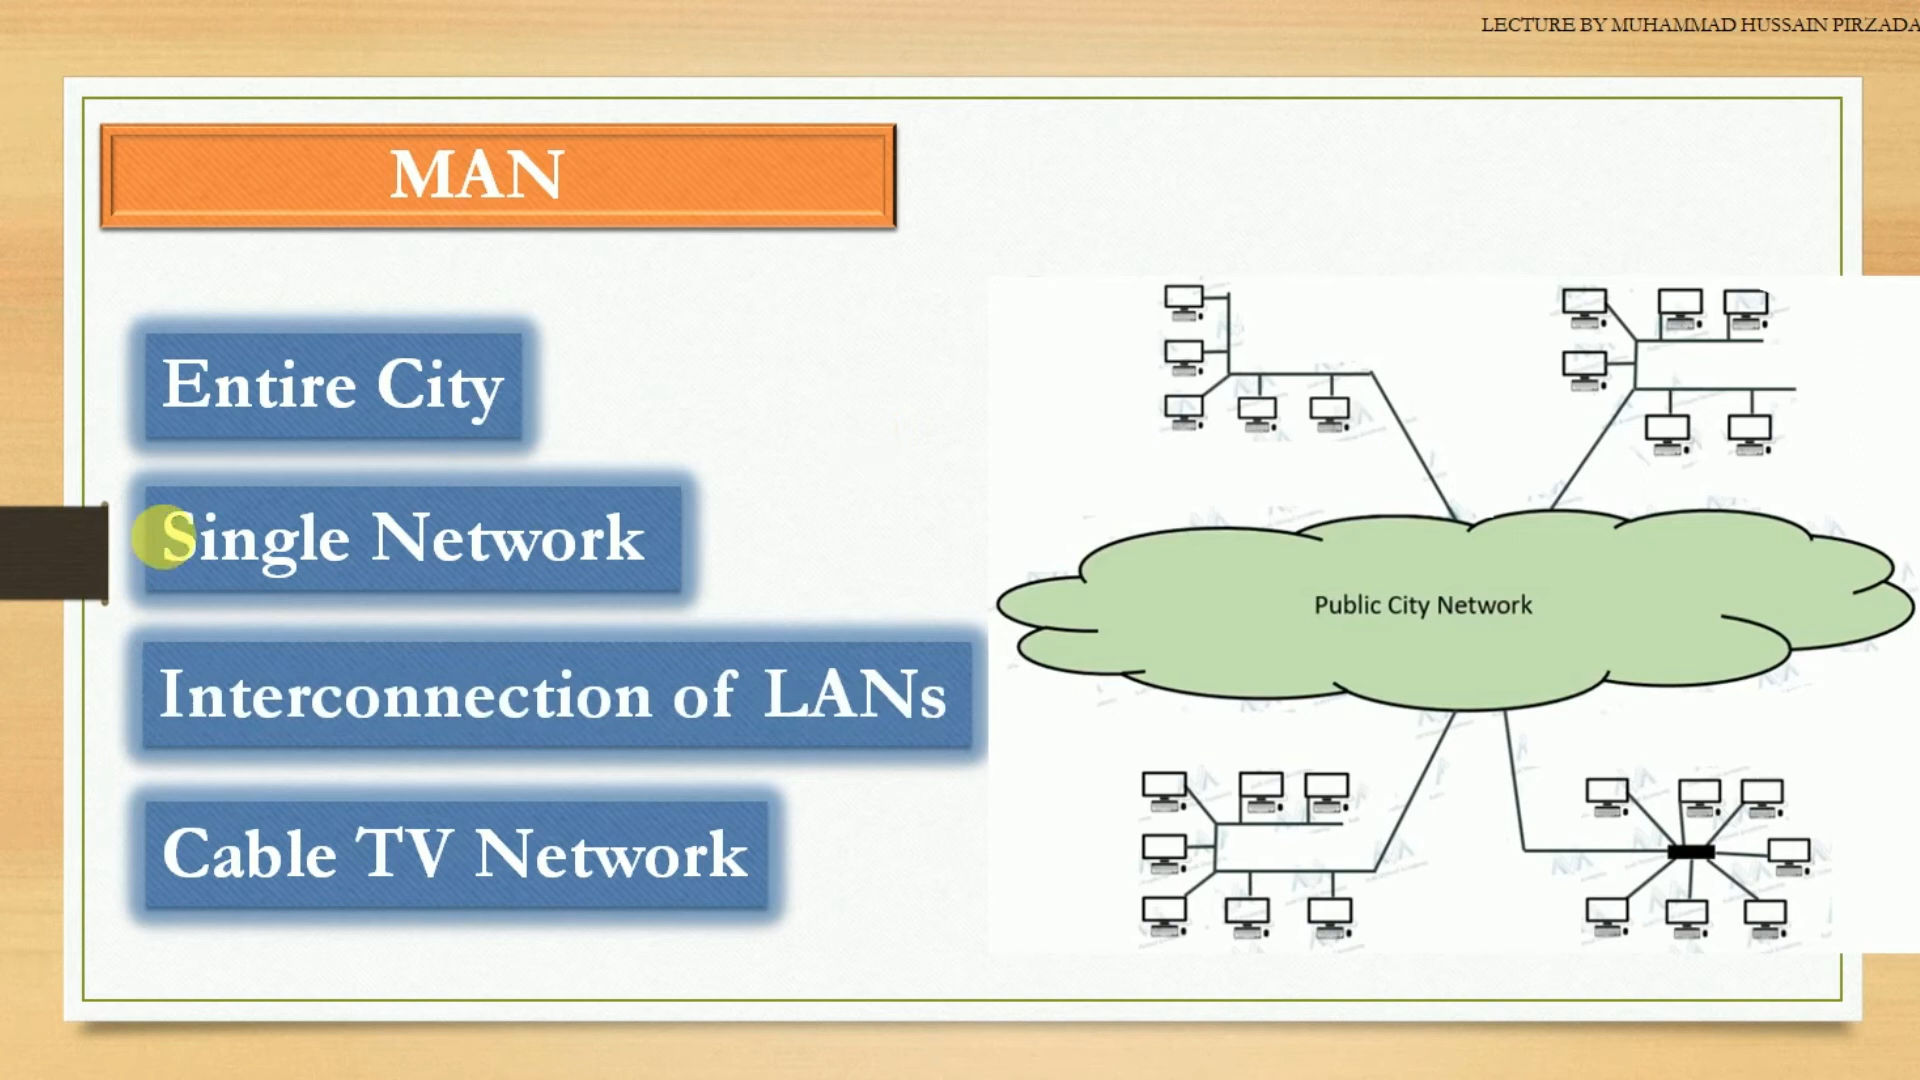 LECTURE BY MUHAMMAD HUSSAIN PIRZADA
MAN
Entire City
Single Network
Interconnection of LANs
Cable TV Network
Public City Network